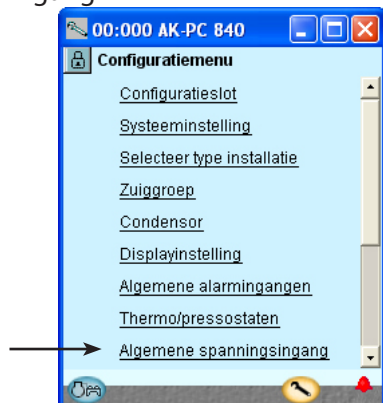 00:000 AK-PC 840
Configuratiemenu
Configuratieslot
Systeeminstelling
Selecteer type installatie
Zuiggroep
Condensor
Displayinstelling
Algemene alarmingangen
Thermo/pressostaten
Algemene spanningsingang